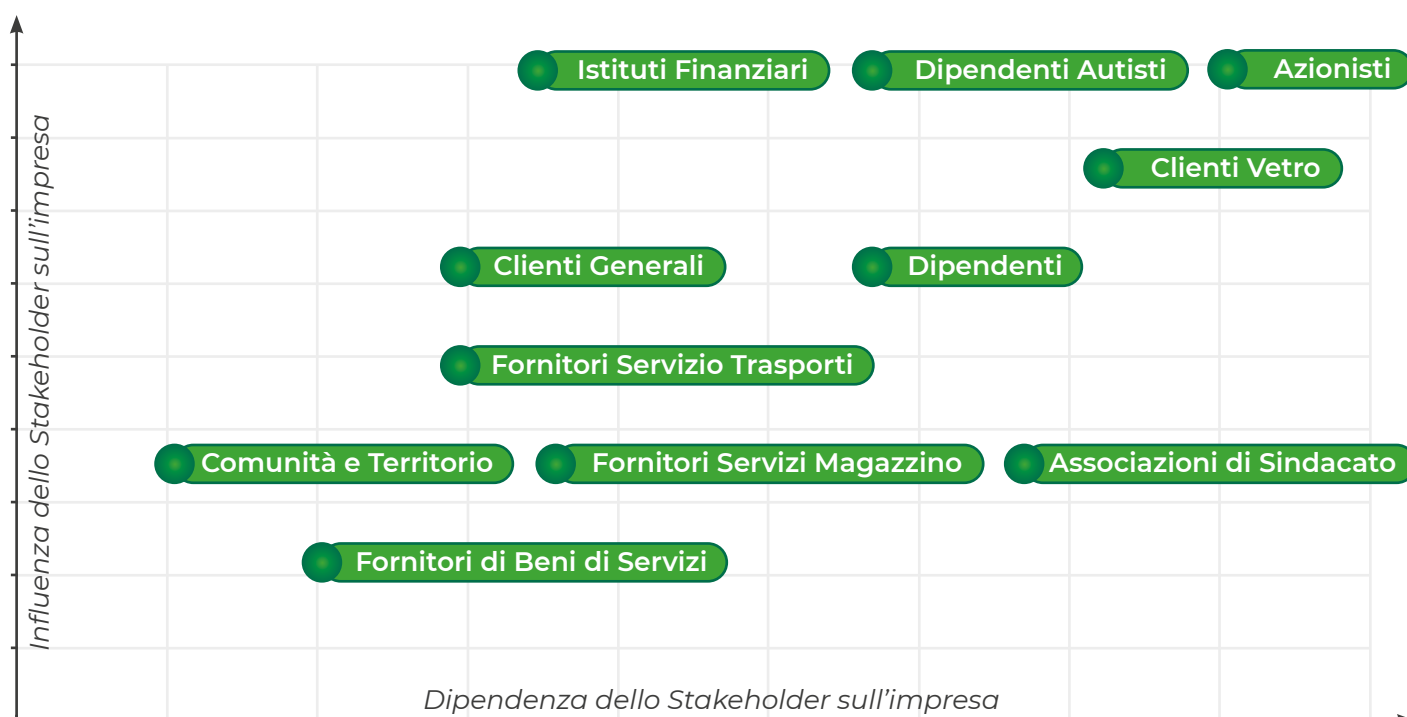 Istituti Finanziari
Dipendenti Autisti
Azionisti
Clienti Vetro
Clienti Generali
Dipendenti
Fornitori Servizio Trasporti
Comunità e Territorio
Fornitori Servizi Magazzino
Associazioni di Sindacato
Fornitori di Beni di Servizi
Influenza dello Stakeholder sull'impresa
Dipendenza dello Stakeholder sull'impresa